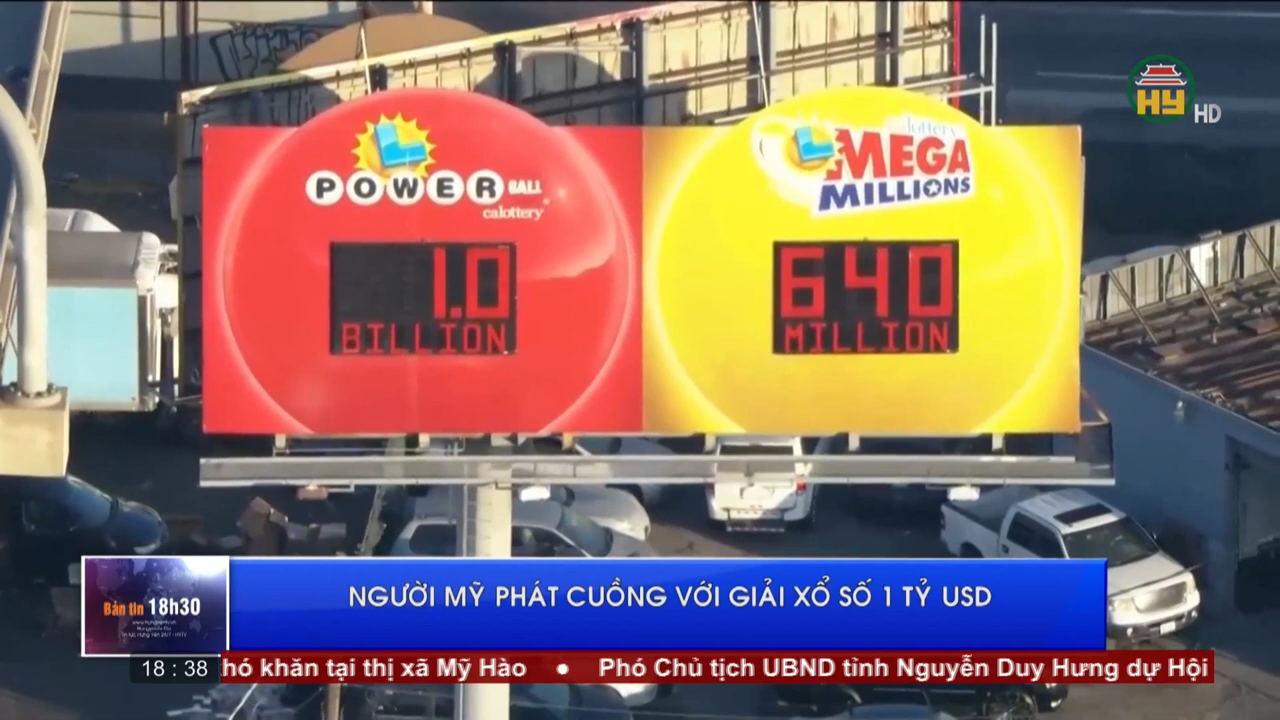 HY HD
POWER BALL
calottery
lottery
MEGA
MILLIONS
1.0
BILLION
640
MILLION
NGƯỜI MỸ PHÁT CUỒNG VỚI GIẢI XỔ SỐ 1 TỶ USD
Bản tin 18h30
18 : 38 hó khăn tại thị xã Mỹ Hào • Phó Chủ tịch UBND tỉnh Nguyễn Duy Hưng dự Hội